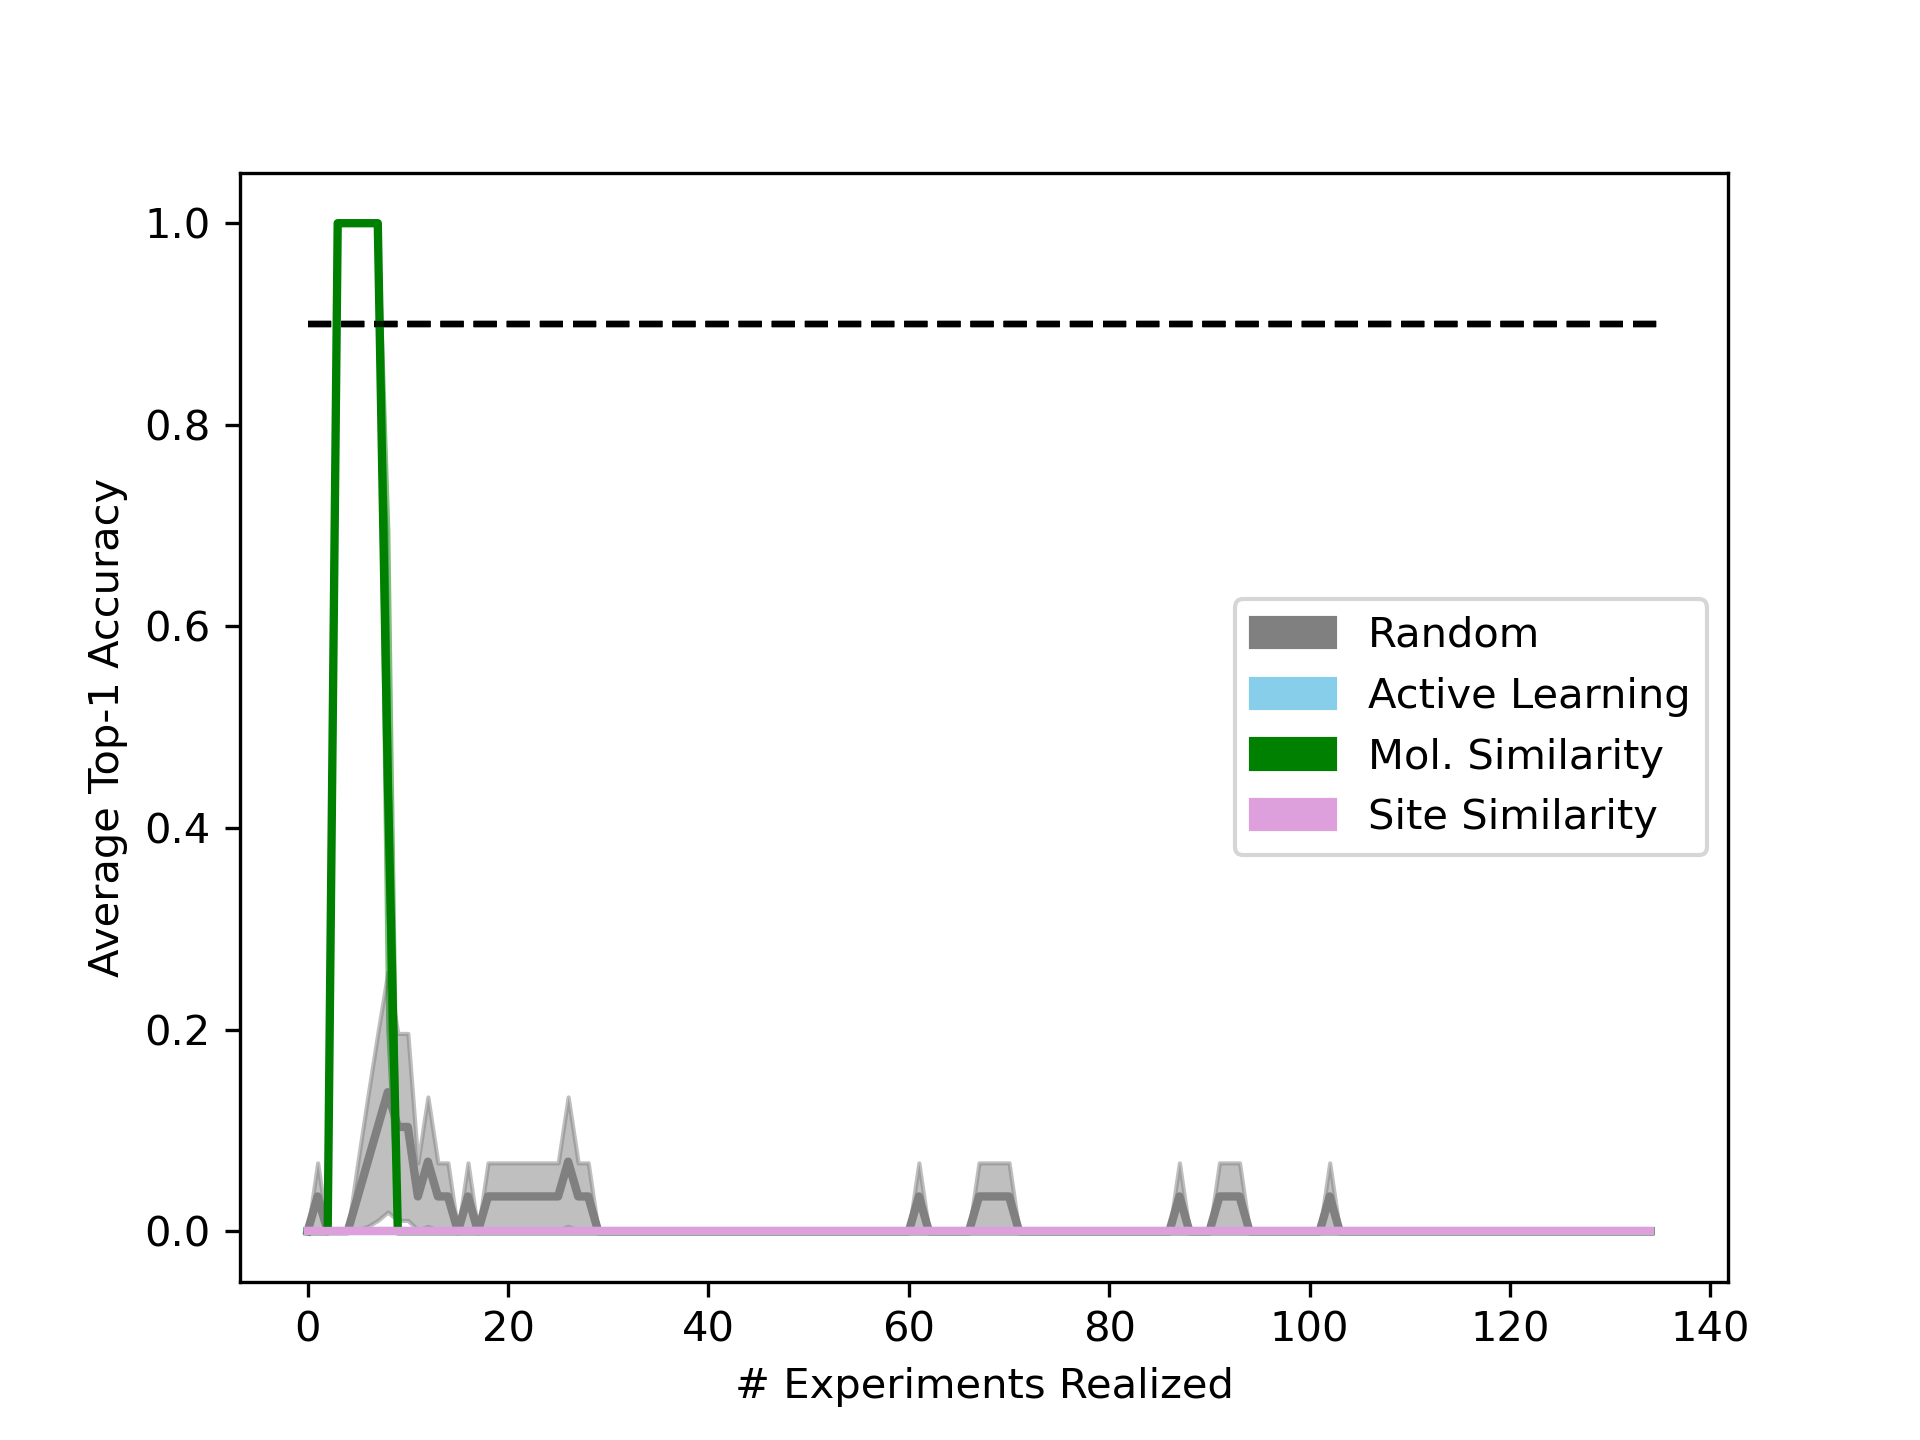 1.0
0.8
0.6
0.4
0.2
0.0
Average Top-1 Accuracy
Random
Active Learning
Mol. Similarity
Site Similarity
0 20 40 60 80 100 120 140
# Experiments Realized